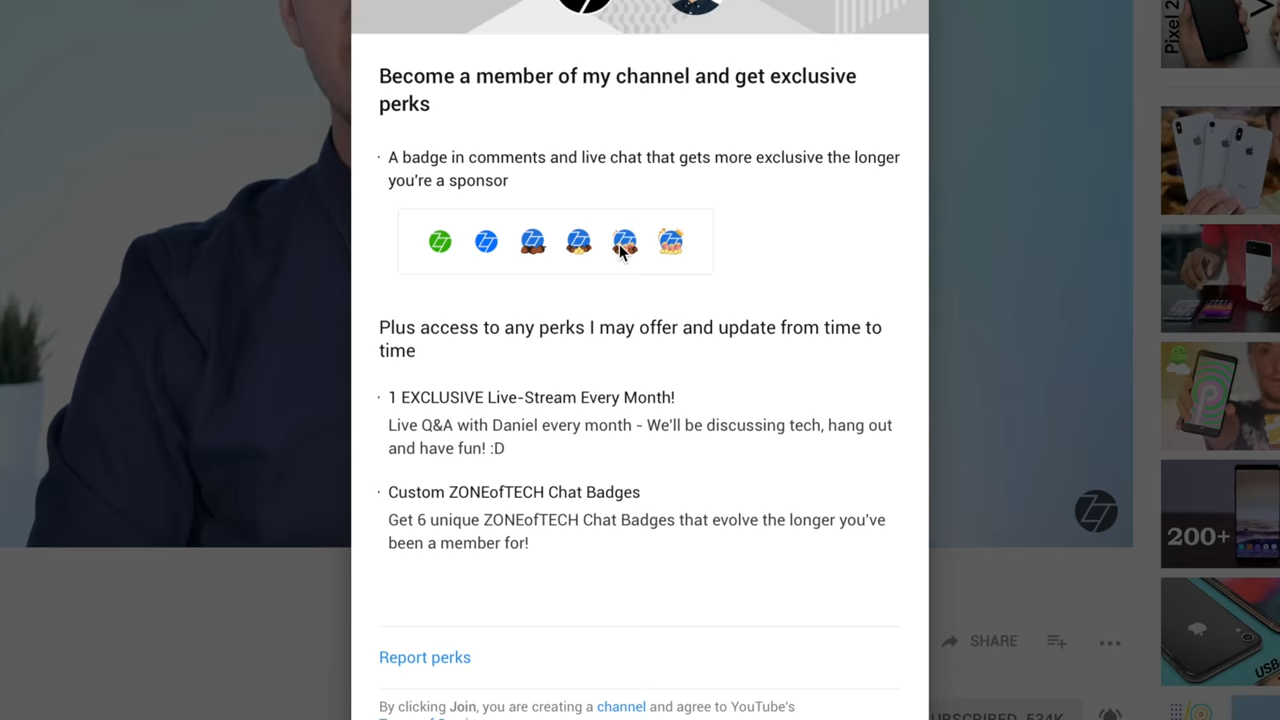 Pixel 2
Become a member of my channel and get exclusive
perks
· A badge in comments and live chat that gets more exclusive the longer
you're a sponsor
Plus access to any perks I may offer and update from time to
time
· 1 EXCLUSIVE Live-Stream Every Month!
Live Q&A with Daniel every month - We'll be discussing tech, hang out
and have fun! :D
· Custom ZONEofTECH Chat Badges
Get 6 unique ZONEofTECH Chat Badges that evolve the longer you've
been a member for!
200+
SHARE
Report perks
USB
By clicking Join, you are creating a channel and agree to YouTube's
534K